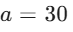 a = 30